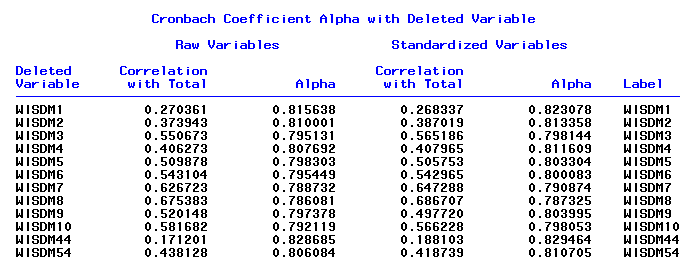 Cronbach Coefficient Alpha with Deleted Variable
Raw Variables Standardized Variables
Deleted Correlation Correlation
Variable with Total Alpha with Total Alpha Label
WISDM1 0.270361 0.815638 0.268337 0.823078 WISDM1
WISDM2 0.373943 0.810001 0.387019 0.813358 WISDM2
WISDM3 0.550673 0.795131 0.565186 0.798144 WISDM3
WISDM4 0.406273 0.807692 0.407965 0.811609 WISDM4
WISDM5 0.509878 0.798303 0.505753 0.803304 WISDM5
WISDM6 0.543104 0.795449 0.542965 0.800083 WISDM6
WISDM7 0.626723 0.788732 0.647288 0.790874 WISDM7
WISDM8 0.675383 0.786081 0.686707 0.787325 WISDM8
WISDM9 0.520148 0.797378 0.497720 0.803995 WISDM9
WISDM10 0.581682 0.792119 0.566228 0.798053 WISDM10
WISDM44 0.171201 0.828685 0.188103 0.829464 WISDM44
WISDM54 0.438128 0.806084 0.418739 0.810705 WISDM54